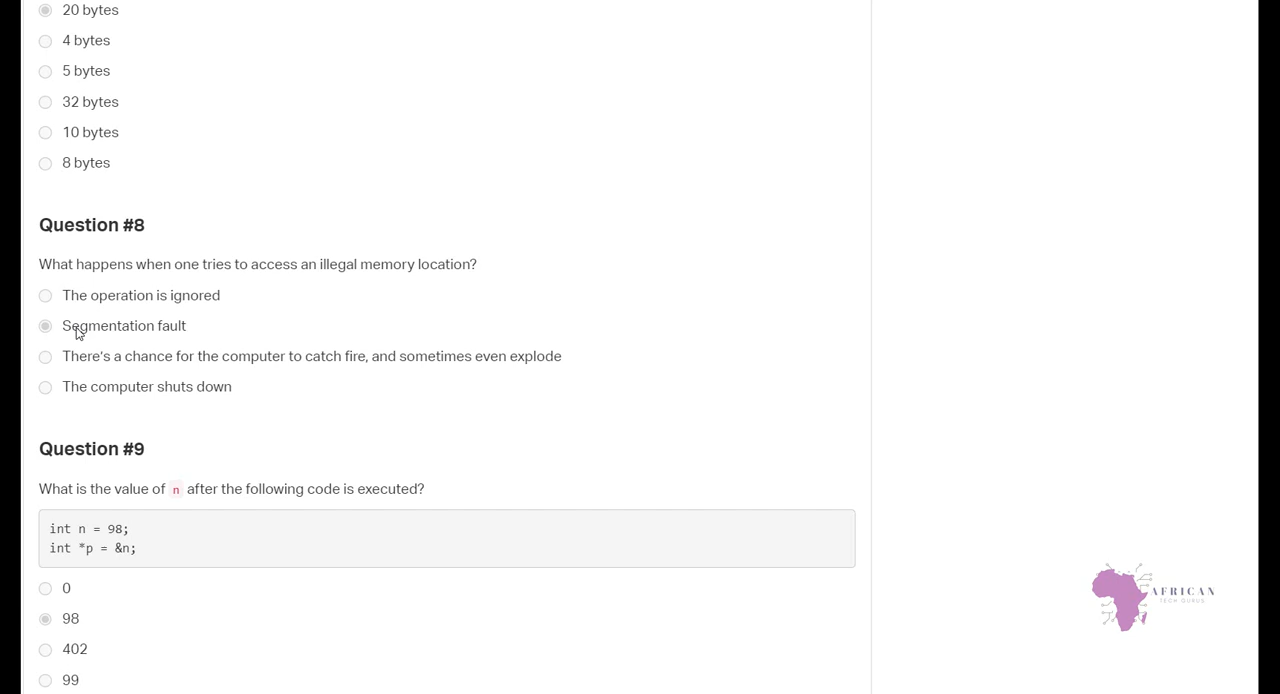 20 bytes
4 bytes
5 bytes
32 bytes
10 bytes
8 bytes
Question #8
What happens when one tries to access an illegal memory location?
The operation is ignored
Segmentation fault
There's a chance for the computer to catch fire, and sometimes even explode
The computer shuts down
Question #9
What is the value of n after the following code is executed?
int n = 98;
int *p = &n;
0
98
402
99
AFRICAN
TECH GURUS